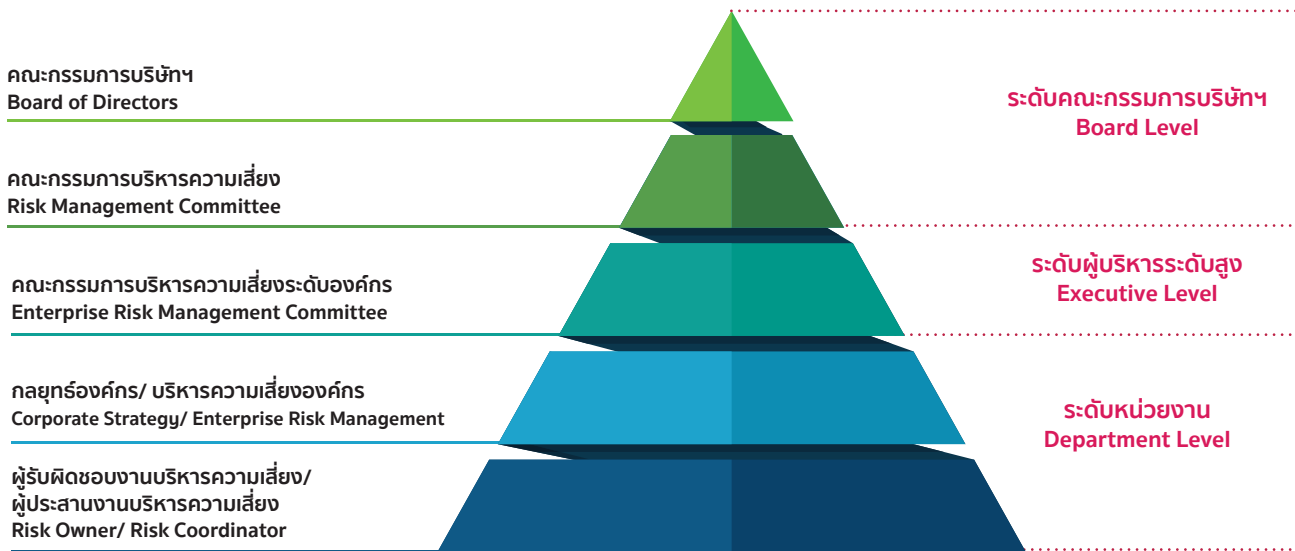 คณะกรรมการบริษัทฯ
Board of Directors
ระดับคณะกรรมการบริษัทฯ
Board Level
คณะกรรมการบริหารความเสี่ยง
Risk Management Committee
คณะกรรมการบริหารความเสี่ยงระดับองค์กร
Enterprise Risk Management Committee
ระดับผู้บริหารระดับสูง
Executive Level
กลยุทธ์องค์กร/ บริหารความเสี่ยงองค์กร
Corporate Strategy/ Enterprise Risk Management
ระดับหน่วยงาน
Department Level
ผู้รับผิดชอบงานบริหารความเสี่ยง/
ผู้ประสานงานบริหารความเสี่ยง
Risk Owner/ Risk Coordinator